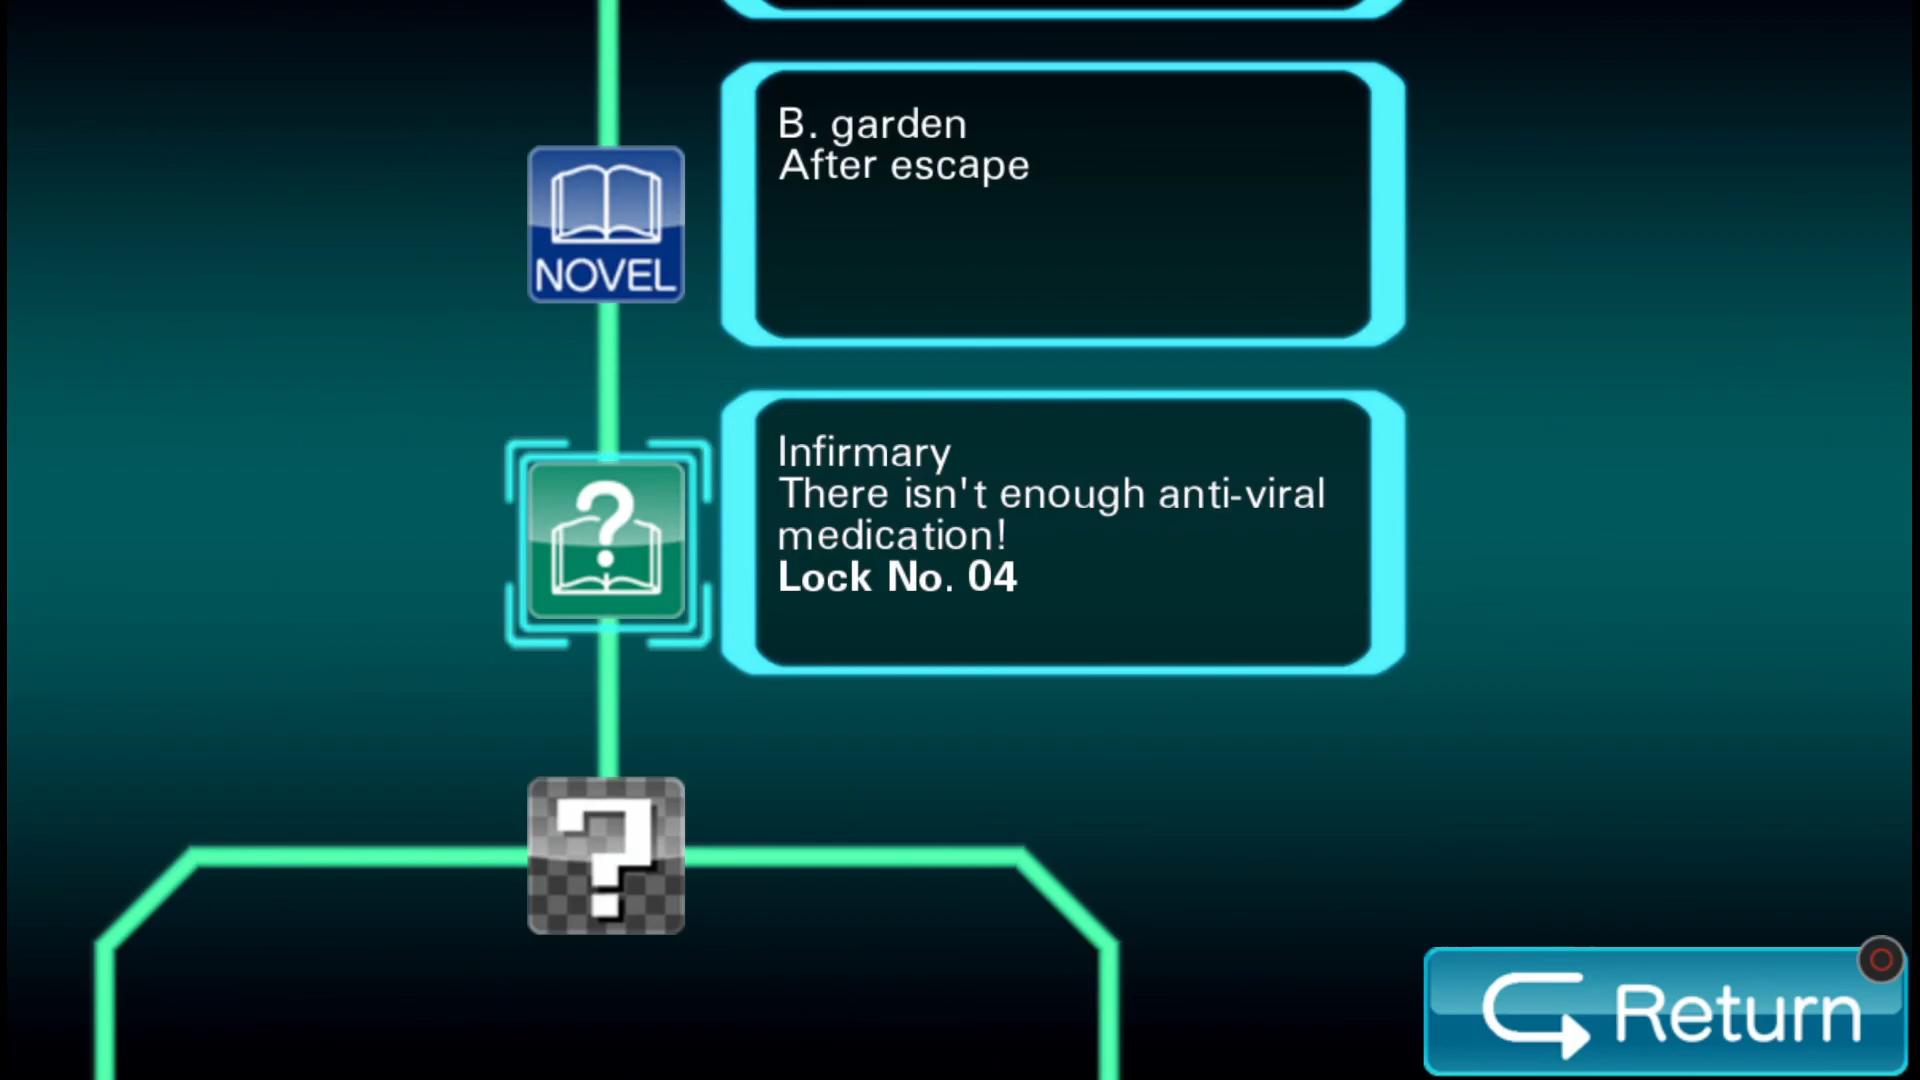 B. garden
After escape
NOVEL
Infirmary
There isn't enough anti-viral
medication!
Lock No. 04
?
?
Return